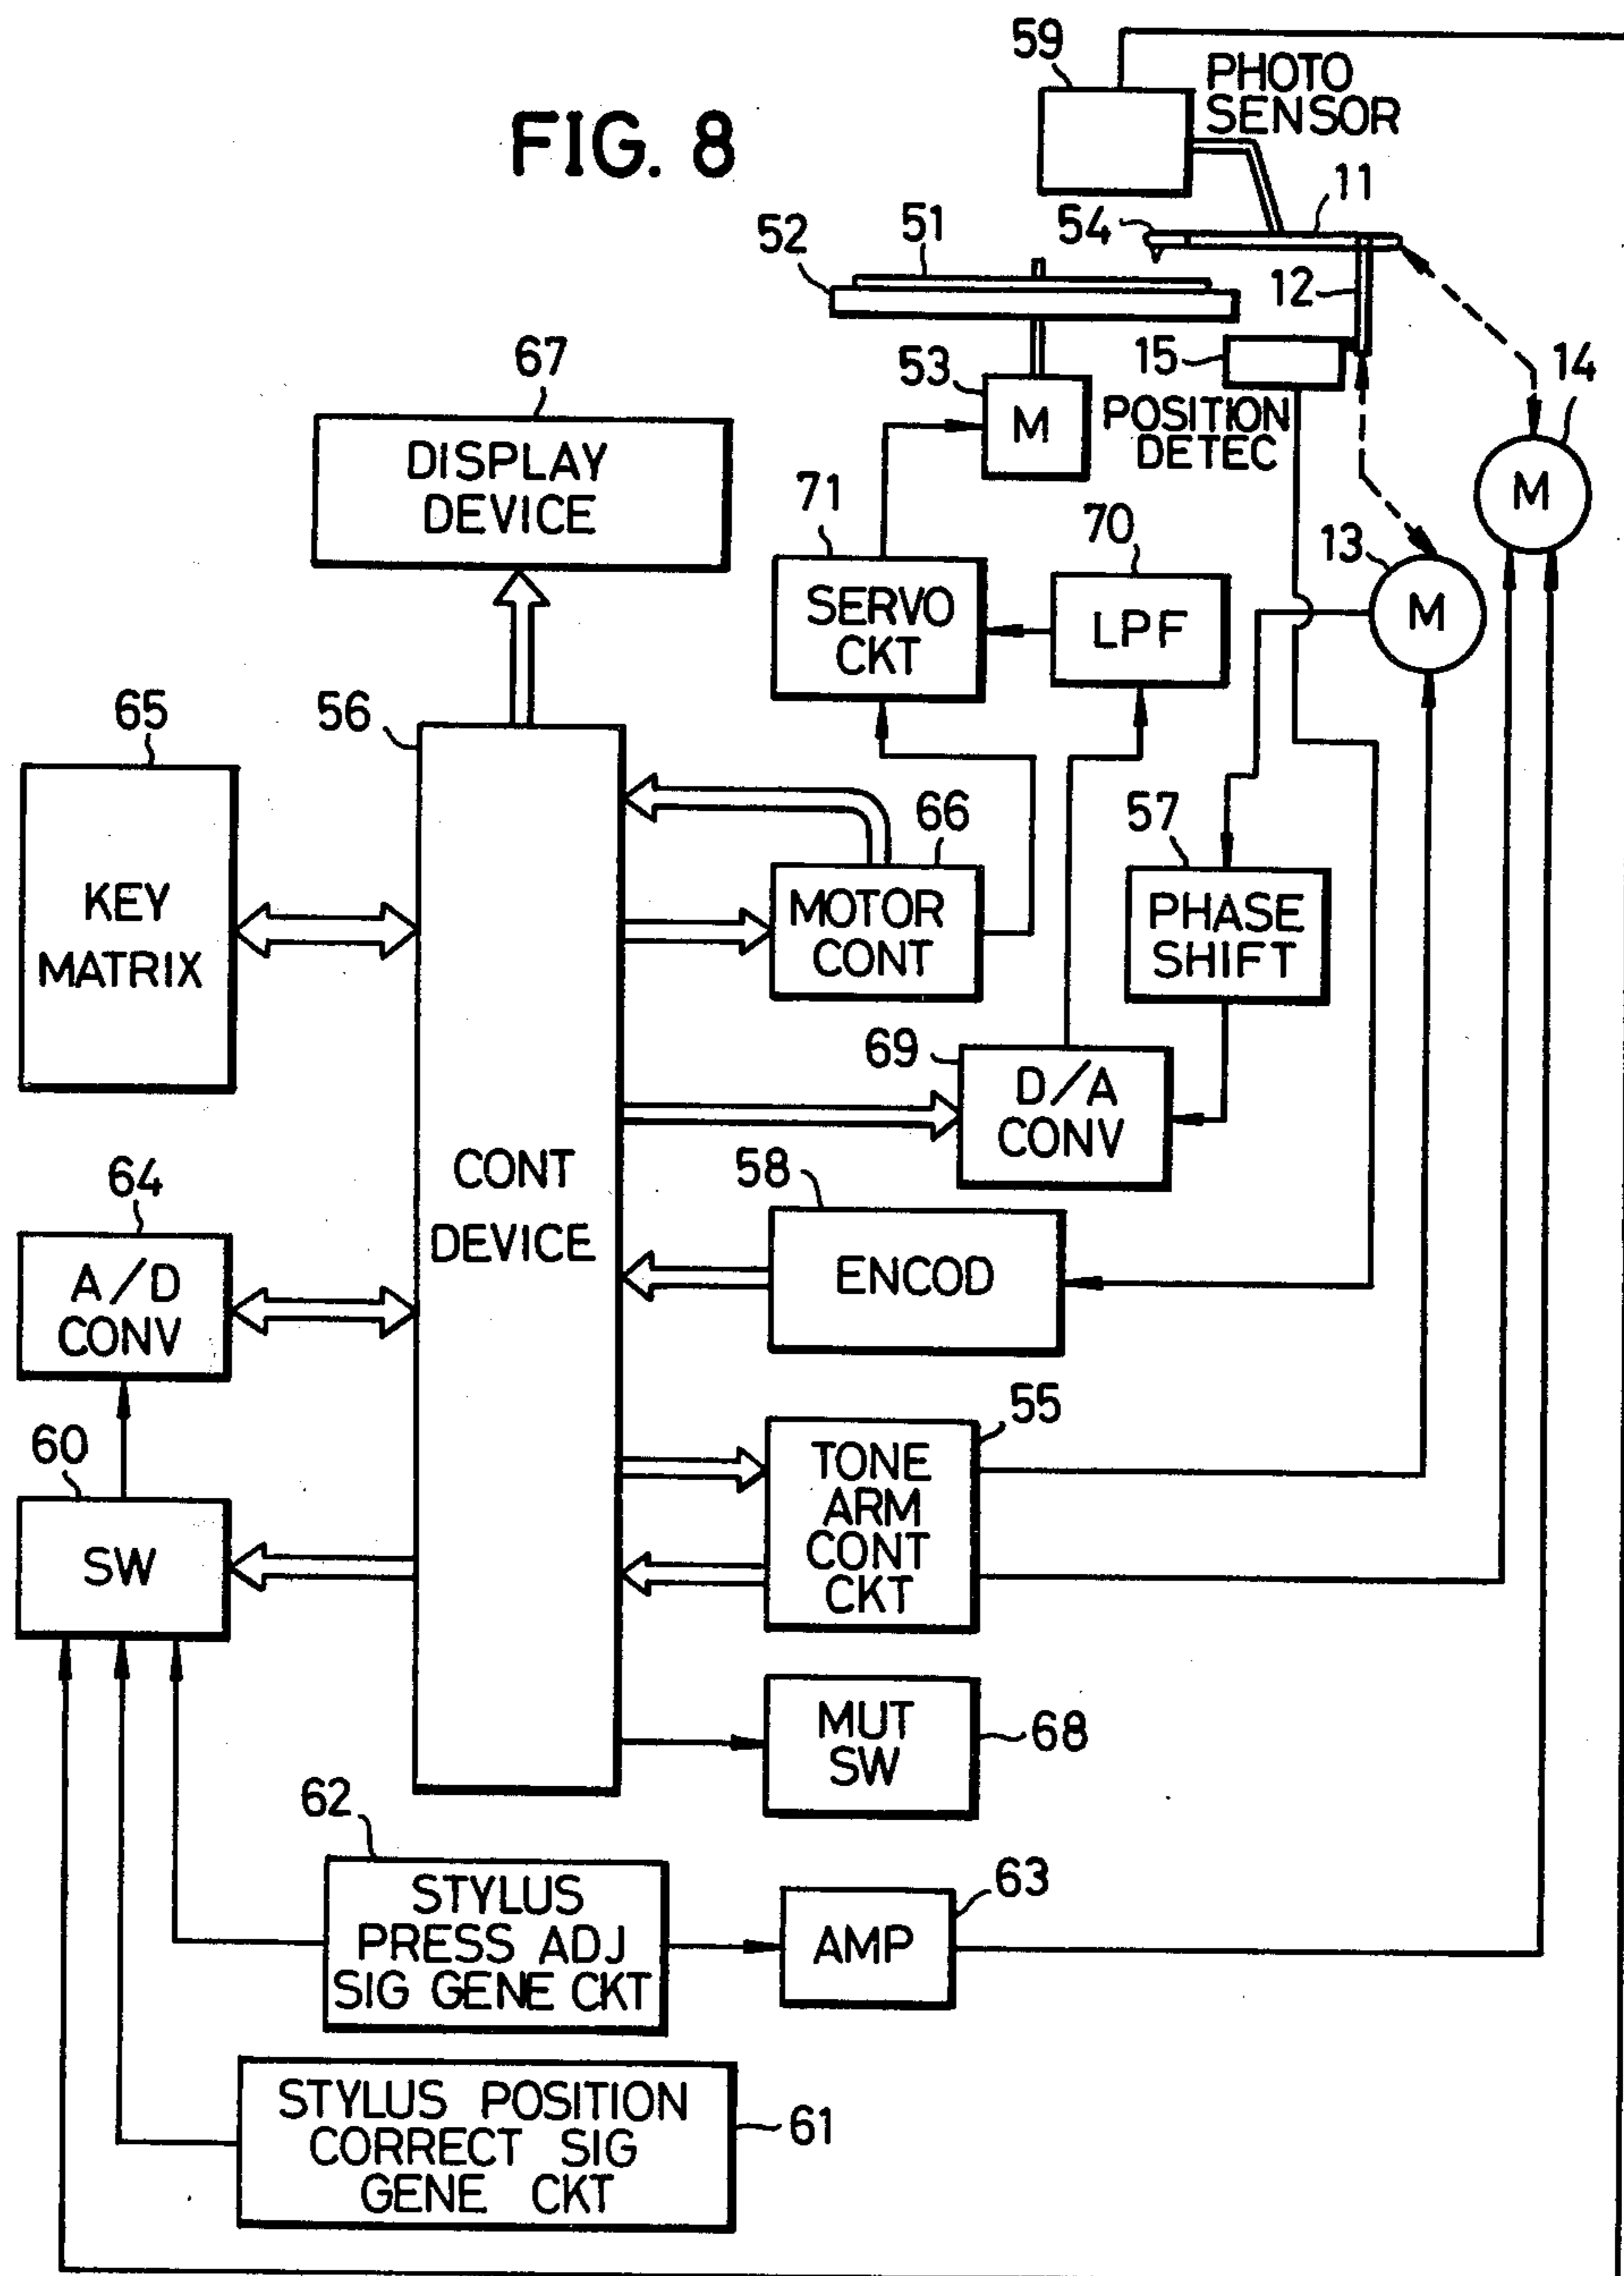 FIG. 8
59
PHOTO
SENSOR
11
54
51
52
12
15
14
53
M
POSITION
DETEC
M
67
DISPLAY
DEVICE
71
SERVO
CKT
70
LPF
13
M
65
KEY
MATRIX
56
CONT
DEVICE
66
MOTOR
CONT
57
PHASE
SHIFT
69
D/A
CONV
58
ENCOD
64
A/D
CONV
60
SW
55
TONE
ARM
CONT
CKT
MUT
SW
68
62
STYLUS
PRESS ADJ
SIG GENE CKT
63
AMP
STYLUS POSITION
CORRECT SIG
GENE CKT
61